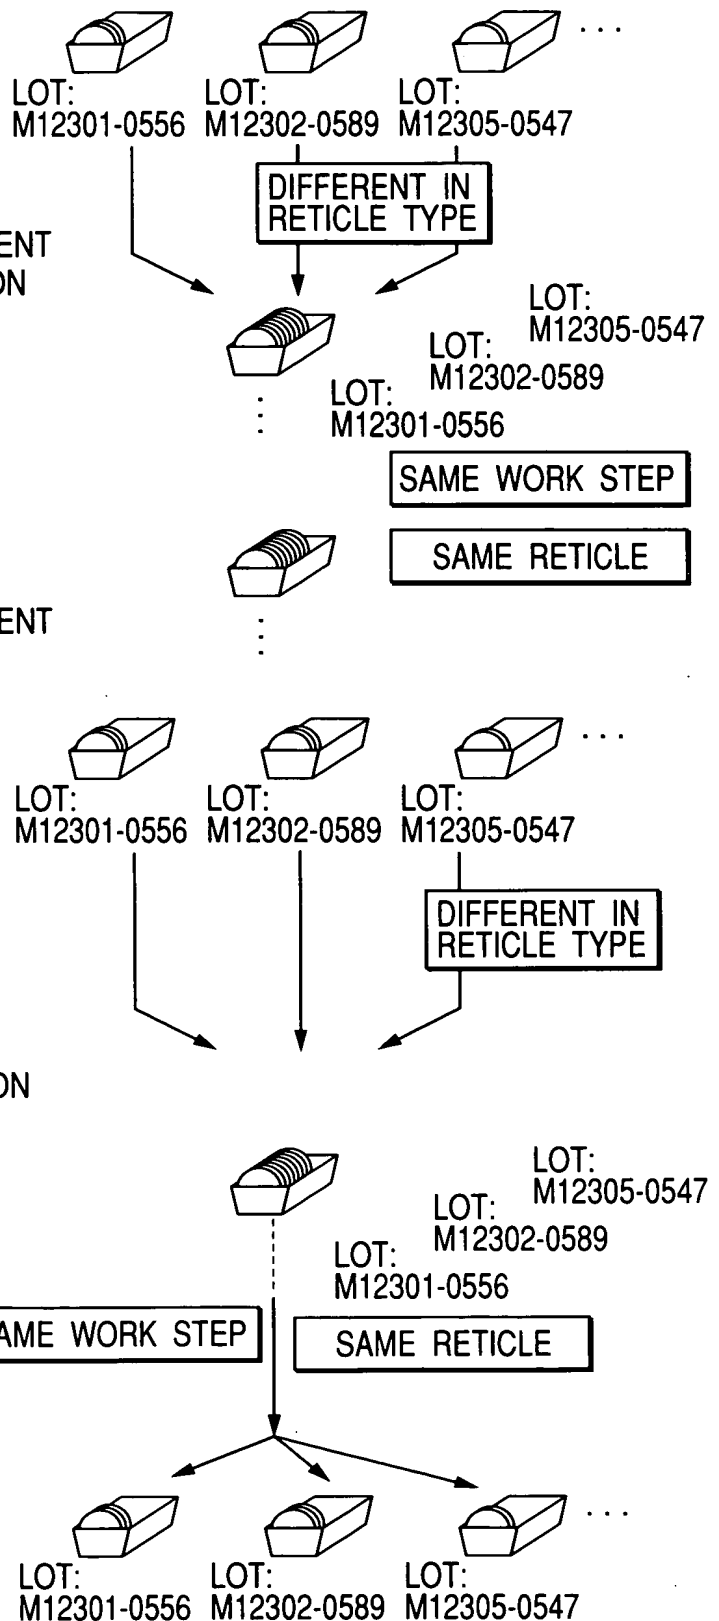 ...
LOT: LOT: LOT:
M12301-0556 M12302-0589 M12305-0547
DIFFERENT IN
RETICLE TYPE
ENT
ON
LOT:
M12305-0547
LOT:
M12302-0589
LOT:
M12301-0556
SAME WORK STEP
SAME RETICLE
ENT
...
LOT: LOT: LOT:
M12301-0556 M12302-0589 M12305-0547
DIFFERENT IN
RETICLE TYPE
ON
LOT:
M12305-0547
LOT:
M12302-0589
LOT:
M12301-0556
AME WORK STEP SAME RETICLE
...
LOT: LOT: LOT:
M12301-0556 M12302-0589 M12305-0547